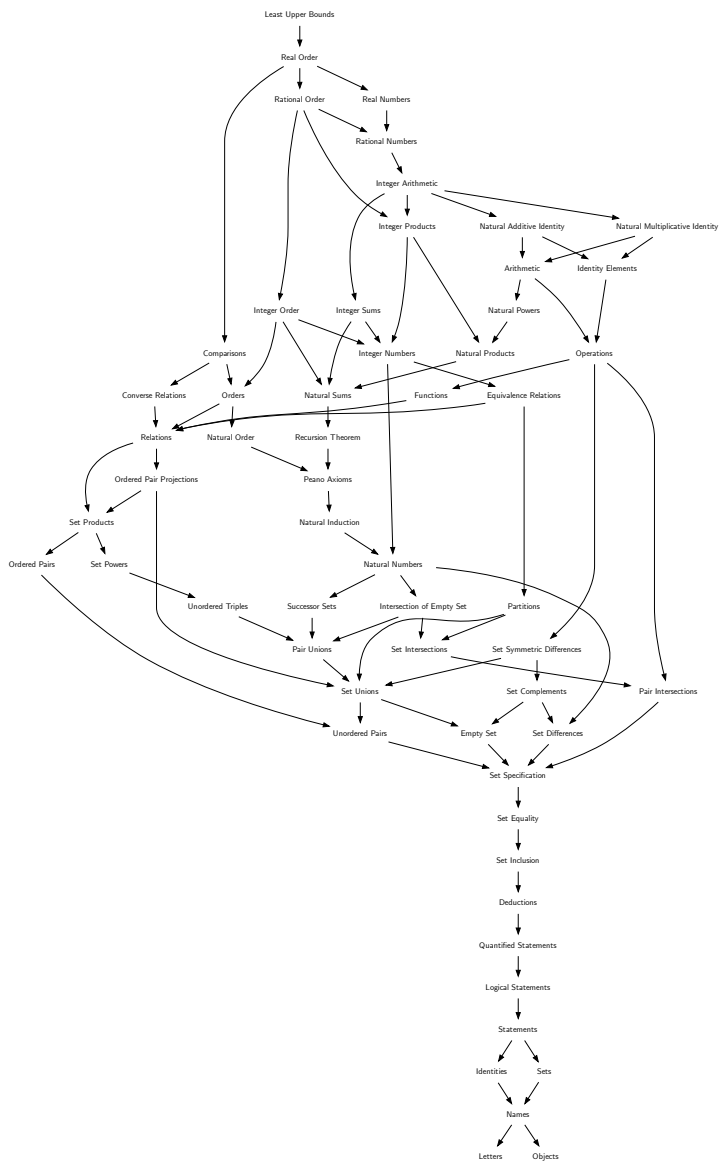 Least Upper Bounds
Real Order
Rational Order
Real Numbers
Rational Numbers
Integer Arithmetic
Integer Products
Natural Additive Identity
Natural Multiplicative Identity
Arithmetic
Identity Elements
Integer Order
Integer Sums
Natural Powers
Comparisons
Integer Numbers
Natural Products
Operations
Converse Relations
Orders
Natural Sums
Functions
Equivalence Relations
Relations
Natural Order
Recursion Theorem
Ordered Pair Projections
Peano Axioms
Set Products
Natural Induction
Ordered Pairs
Set Powers
Natural Numbers
Unordered Triples
Successor Sets
Intersection of Empty Set
Partitions
Pair Unions
Set Intersections
Set Symmetric Differences
Set Unions
Set Complements
Pair Intersections
Unordered Pairs
Empty Set
Set Differences
Set Specification
Set Equality
Set Inclusion
Deductions
Quantified Statements
Logical Statements
Statements
Identities
Sets
Names
Letters
Objects